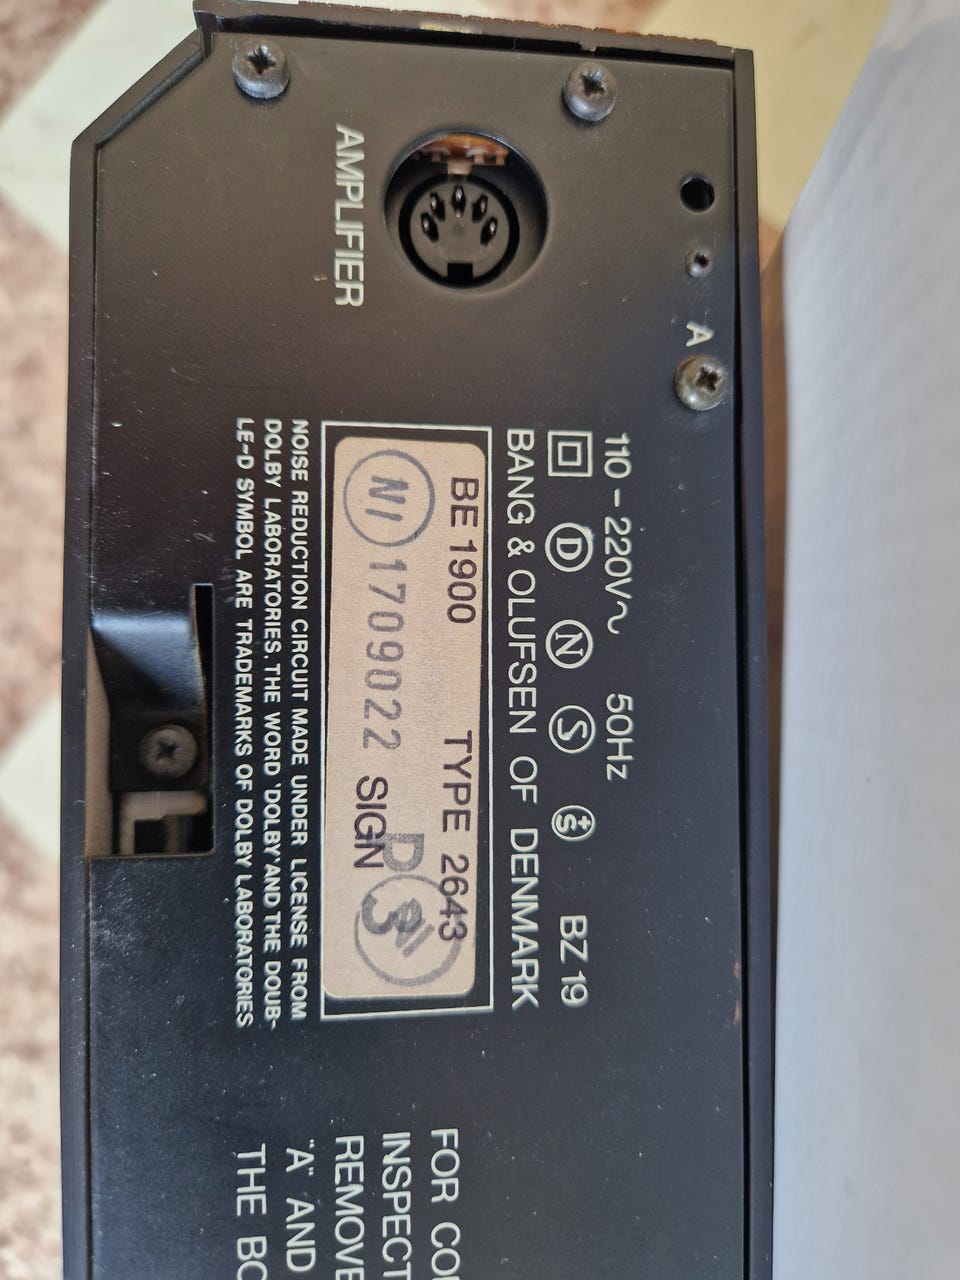 AMPLIFIER
A
110-220V~ 50Hz
D N S +S BZ 19
BANG & OLUFSEN OF DENMARK
BE 1900 TYPE 2643
NI 1709022 SIGN
P 3
NOISE REDUCTION CIRCUIT MADE UNDER LICENSE FROM
DOLBY LABORATORIES. THE WORD 'DOLBY' AND THE DOUB-
LE-D SYMBOL ARE TRADEMARKS OF DOLBY LABORATORIES
FOR
INSPECT
REMOVE
"A" AND
THE